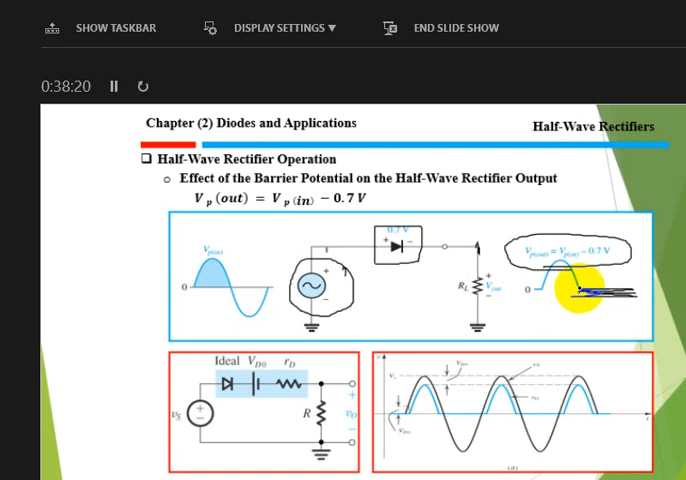 SHOW TASKBAR DISPLAY SETTINGS ▼ END SLIDE SHOW
0:38:20
Chapter (2) Diodes and Applications
Half-Wave Rectifiers
❑ Half-Wave Rectifier Operation
o Effect of the Barrier Potential on the Half-Wave Rectifier Output
V p (out) = V p (in) − 0.7 V
0.7 V
Vp(in)
Vp(out) = Vp(in) − 0.7 V
+ −
0
+
−
RL
+
Vout
−
0
Ideal VD0 rD
vS
+
−
R
+
vO
−
(d)